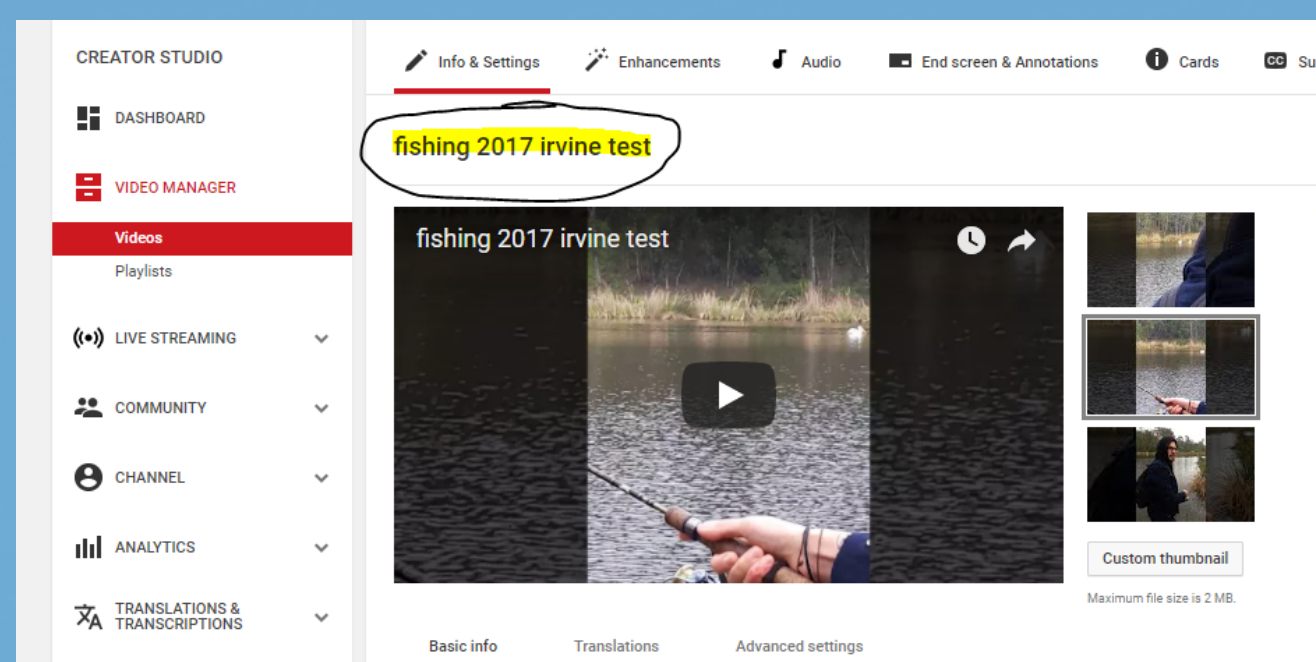 CREATOR STUDIO
DASHBOARD
VIDEO MANAGER
Videos
Playlists
LIVE STREAMING
COMMUNITY
CHANNEL
ANALYTICS
TRANSLATIONS &
TRANSCRIPTIONS
Info & Settings Enhancements Audio End screen & Annotations i Cards CC Su
fishing 2017 irvine test
fishing 2017 irvine test
Custom thumbnail
Maximum file size is 2 MB.
Basic info Translations Advanced settings